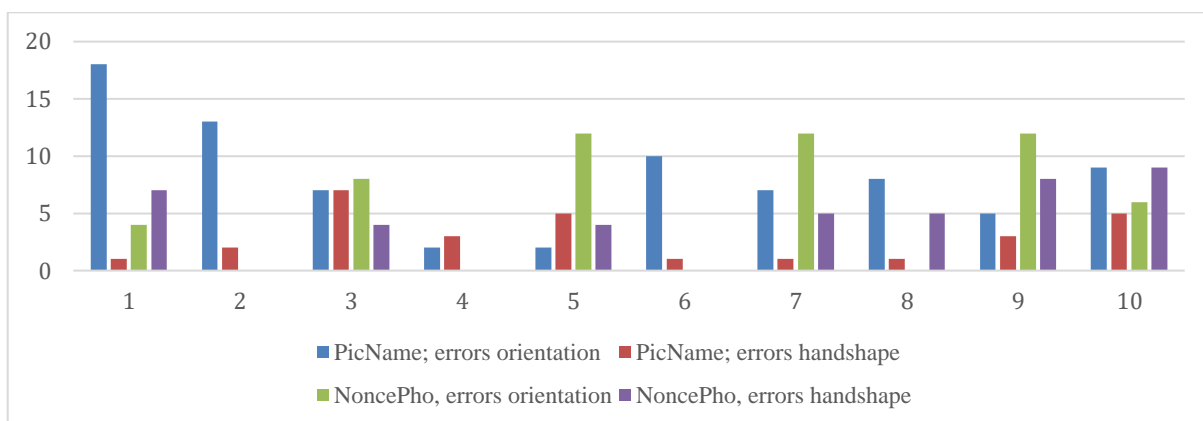 20
15
10
5
0
1 2 3 4 5 6 7 8 9 10
PicName; errors orientation PicName; errors handshape
NoncePho, errors orientation NoncePho, errors handshape